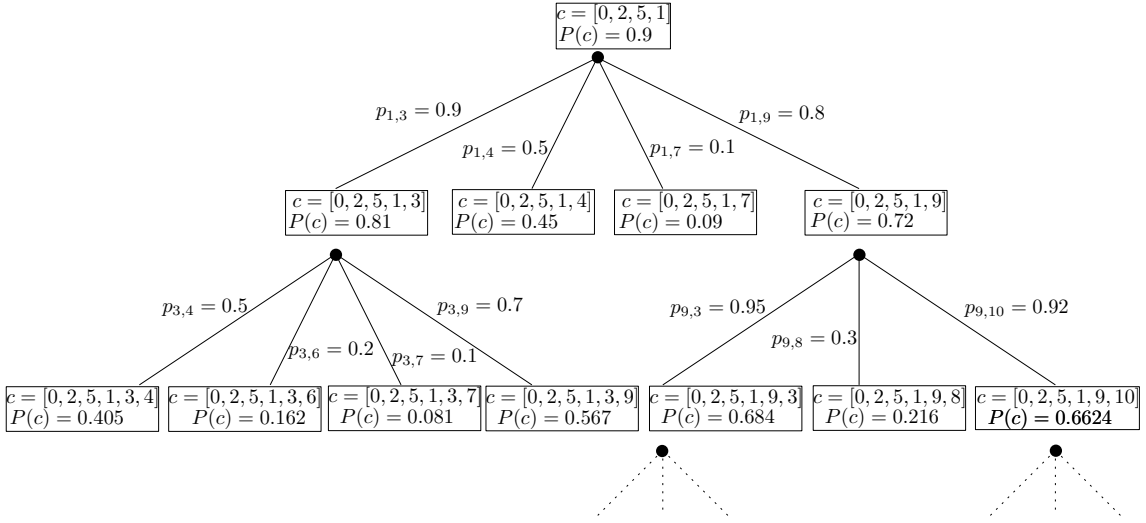 c = [0, 2, 5, 1]
P(c) = 0.9
p1,3 = 0.9
p1,4 = 0.5
p1,7 = 0.1
p1,9 = 0.8
c = [0, 2, 5, 1, 3]
P(c) = 0.81
c = [0, 2, 5, 1, 4]
P(c) = 0.45
c = [0, 2, 5, 1, 7]
P(c) = 0.09
c = [0, 2, 5, 1, 9]
P(c) = 0.72
p3,4 = 0.5
p3,6 = 0.2
p3,7 = 0.1
p3,9 = 0.7
p9,3 = 0.95
p9,8 = 0.3
p9,10 = 0.92
c = [0, 2, 5, 1, 3, 4]
P(c) = 0.405
c = [0, 2, 5, 1, 3, 6]
P(c) = 0.162
c = [0, 2, 5, 1, 3, 7]
P(c) = 0.081
c = [0, 2, 5, 1, 3, 9]
P(c) = 0.567
c = [0, 2, 5, 1, 9, 3]
P(c) = 0.684
c = [0, 2, 5, 1, 9, 8]
P(c) = 0.216
c = [0, 2, 5, 1, 9, 10]
P(c) = 0.6624